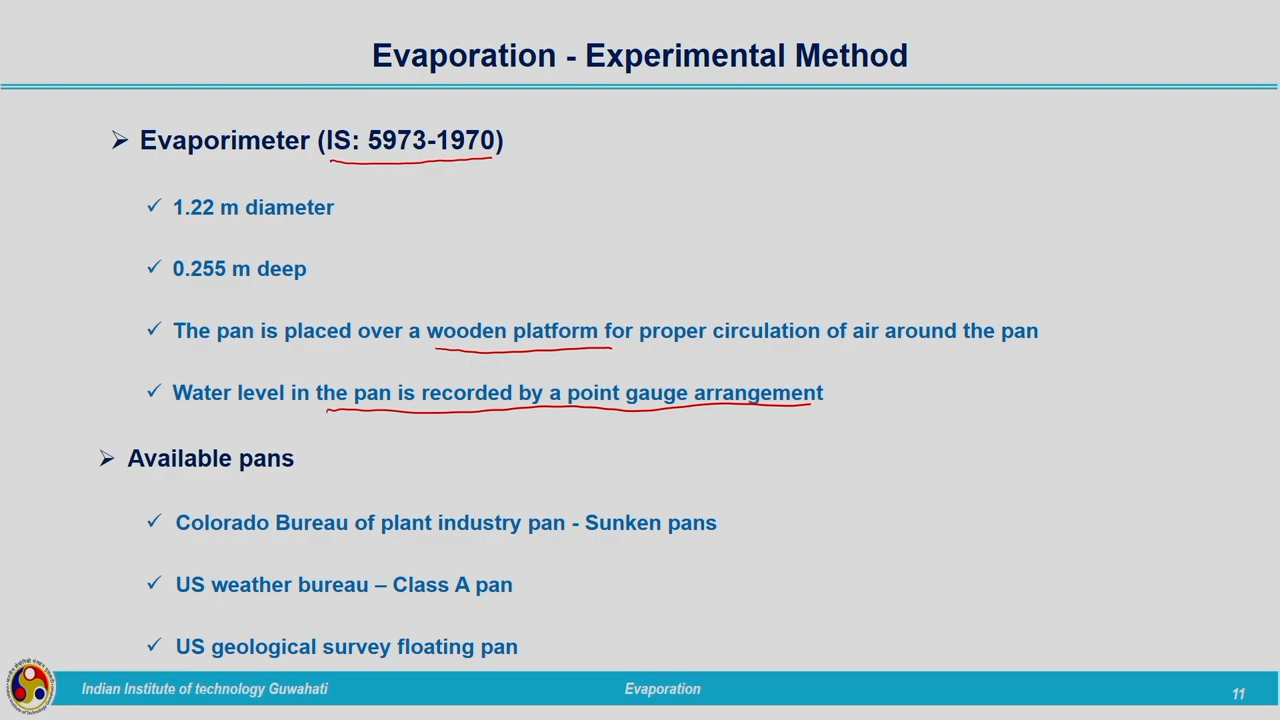 Evaporation - Experimental Method
➢ Evaporimeter (IS: 5973-1970)
✓ 1.22 m diameter
✓ 0.255 m deep
✓ The pan is placed over a wooden platform for proper circulation of air around the pan
✓ Water level in the pan is recorded by a point gauge arrangement
➢ Available pans
✓ Colorado Bureau of plant industry pan - Sunken pans
✓ US weather bureau – Class A pan
✓ US geological survey floating pan
Indian Institute of technology Guwahati
Evaporation
11